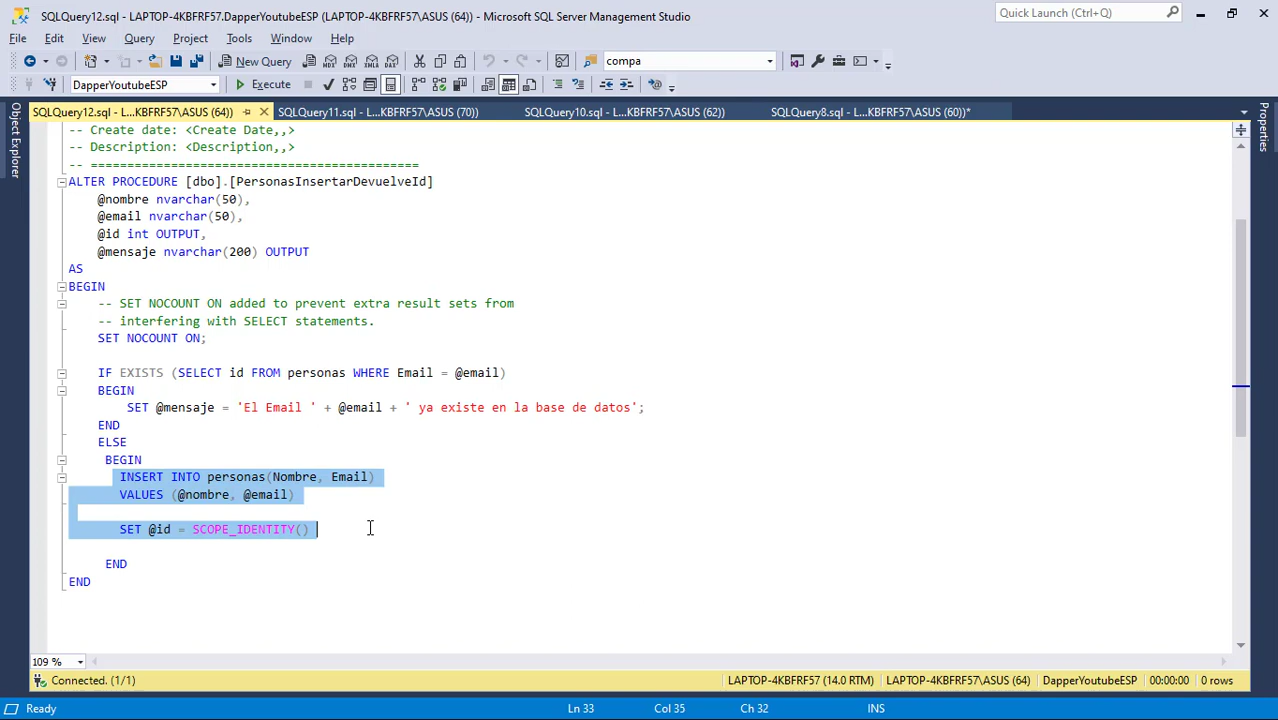 SQLQuery12.sql - LAPTOP-4KBFRF57.DapperYoutubeESP (LAPTOP-4KBFRF57\ASUS (64)) - Microsoft SQL Server Management Studio
Quick Launch (Ctrl+Q)
File Edit View Query Project Tools Window Help
New Query
compa
DapperYoutubeESP
Execute
SQLQuery12.sql - L...KBFRF57\ASUS (64))
SQLQuery11.sql - L...KBFRF57\ASUS (70))
SQLQuery10.sql - L...KBFRF57\ASUS (62))
SQLQuery8.sql - L...KBFRF57\ASUS (60))*
Object Explorer
Properties
-- Create date: <Create Date,,>
-- Description: <Description,,>
-- =============================================
ALTER PROCEDURE [dbo].[PersonasInsertarDevuelveId]
@nombre nvarchar(50),
@email nvarchar(50),
@id int OUTPUT,
@mensaje nvarchar(200) OUTPUT
AS
BEGIN
-- SET NOCOUNT ON added to prevent extra result sets from
-- interfering with SELECT statements.
SET NOCOUNT ON;
IF EXISTS (SELECT id FROM personas WHERE Email = @email)
BEGIN
SET @mensaje = 'El Email ' + @email + ' ya existe en la base de datos';
END
ELSE
BEGIN
INSERT INTO personas(Nombre, Email)
VALUES (@nombre, @email)
SET @id = SCOPE_IDENTITY()
END
END
109 %
Connected. (1/1)
LAPTOP-4KBFRF57 (14.0 RTM)
LAPTOP-4KBFRF57\ASUS (64)
DapperYoutubeESP
00:00:00
0 rows
Ready
Ln 33
Col 35
Ch 32
INS